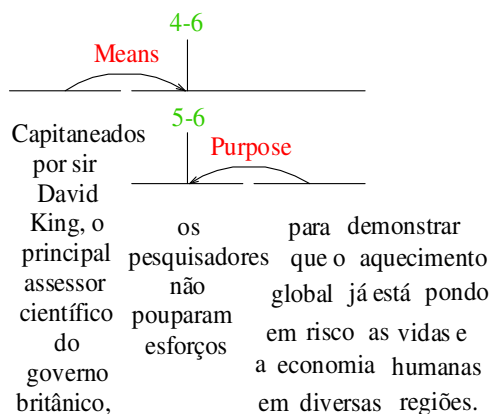 4-6
Means
5-6
Purpose
Capitaneados
por sir
David
King, o
principal
assessor
científico
do
governo
britânico,
os
pesquisadores
não
pouparam
esforços
para demonstrar
que o aquecimento
global já está pondo
em risco as vidas e
a economia humanas
em diversas regiões.